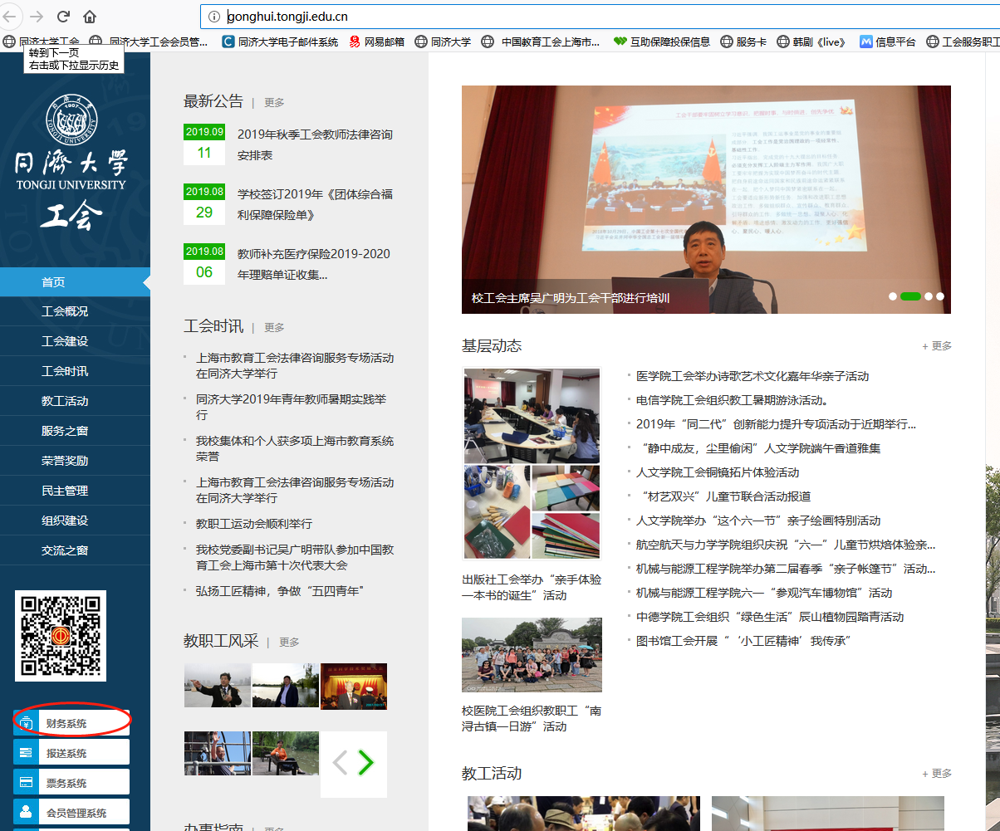 gonghui.tongji.edu.cn
同济大学工会
同济大学工会会员管...
同济大学电子邮件系统
网易邮箱
同济大学
中国教育工会上海市...
互助保障投保信息
服务卡
韩剧《live》
信息平台
工会服务职工
转到下一页
右击或下拉显示历史
1907
TONGJI UNIVERSITY
同濟大學
TONGJI UNIVERSITY
工会
首页
工会概况
工会建设
工会时讯
教工活动
服务之窗
荣誉奖励
民主管理
组织建设
交流之窗
财务系统
报送系统
票务系统
会员管理系统
最新公告 | 更多
2019.09
11
2019年秋季工会教师法律咨询
安排表
2019.08
29
学校签订2019年《团体综合福
利保障保险单》
2019.08
06
教师补充医疗保险2019-2020
年理赔单证收集...
工会时讯 | 更多
上海市教育工会法律咨询服务专场活动
在同济大学举行
同济大学2019年青年教师暑期实践举
行
我校集体和个人获多项上海市教育系统
荣誉
上海市教育工会法律咨询服务专场活动
在同济大学举行
教职工运动会顺利举行
我校党委副书记吴广明带队参加中国教
育工会上海市第十次代表大会
弘扬工匠精神，争做“五四青年"
教职工风采 | 更多
办事指南 | 更多
校工会主席吴广明为工会干部进行培训
基层动态
+ 更多
出版社工会举办“亲手体验
一本书的诞生”活动
校医院工会组织教职工“南
浔古镇一日游”活动
医学院工会举办诗歌艺术文化嘉年华亲子活动
电信学院工会组织教工暑期游泳活动。
2019年“同二代”创新能力提升专项活动于近期举行...
“静中成友，尘里偷闲”人文学院端午香道雅集
人文学院工会铜镜拓片体验活动
“材艺双兴”儿童节联合活动报道
人文学院举办“这个六一节”亲子绘画特别活动
航空航天与力学学院组织庆祝“六一”儿童节烘焙体验亲...
机械与能源工程学院举办第二届春季“亲子帐篷节”活动...
机械与能源工程学院六一“参观汽车博物馆”活动
中德学院工会组织“绿色生活”辰山植物园踏青活动
图书馆工会开展“‘小工匠精神’我传承”
教工活动
+ 更多